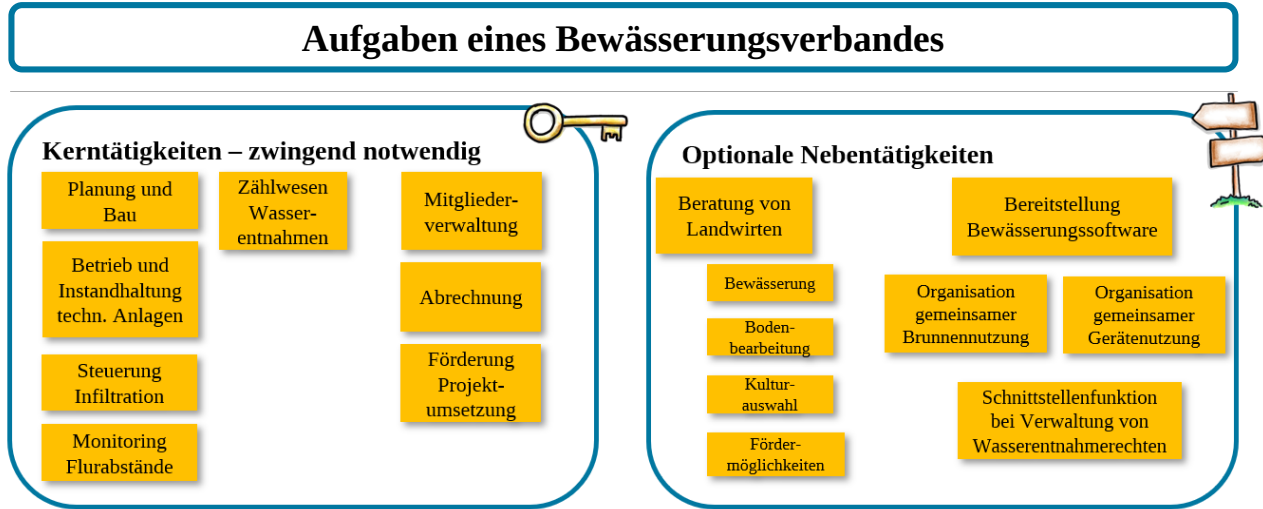 Aufgaben eines Bewässerungsverbandes
Kerntätigkeiten – zwingend notwendig
Planung und
Bau
Betrieb und
Instandhaltung
techn. Anlagen
Steuerung
Infiltration
Monitoring
Flurabstände
Zählwesen
Wasser-
entnahmen
Mitglieder-
verwaltung
Abrechnung
Förderung
Projekt-
umsetzung
Optionale Nebentätigkeiten
Beratung von
Landwirten
Bewässerung
Boden-
bearbeitung
Kultur-
auswahl
Förder-
möglichkeiten
Bereitstellung
Bewässerungssoftware
Organisation
gemeinsamer
Brunnennutzung
Organisation
gemeinsamer
Gerätenutzung
Schnittstellenfunktion
bei Verwaltung von
Wasserentnahmerechten